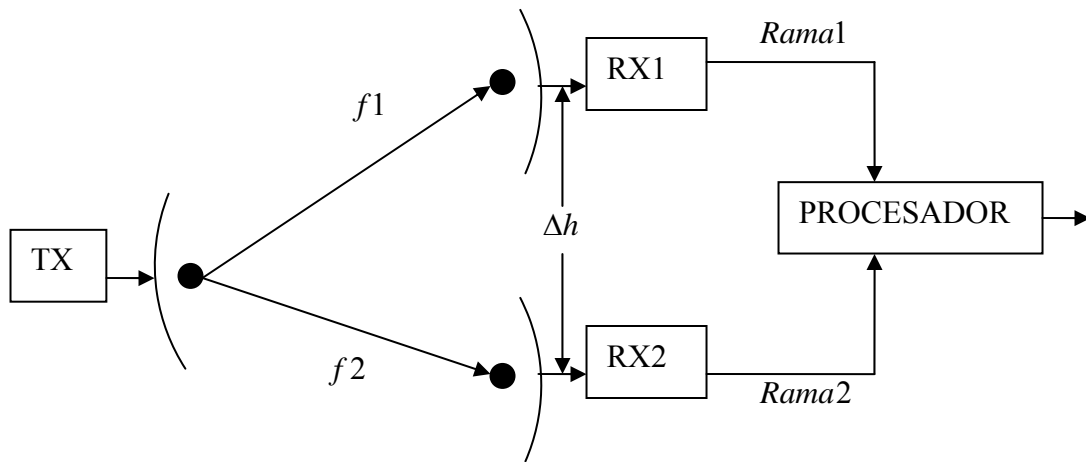 Rama1
RX1
f1
PROCESADOR
Δh
TX
RX2
f2
Rama2